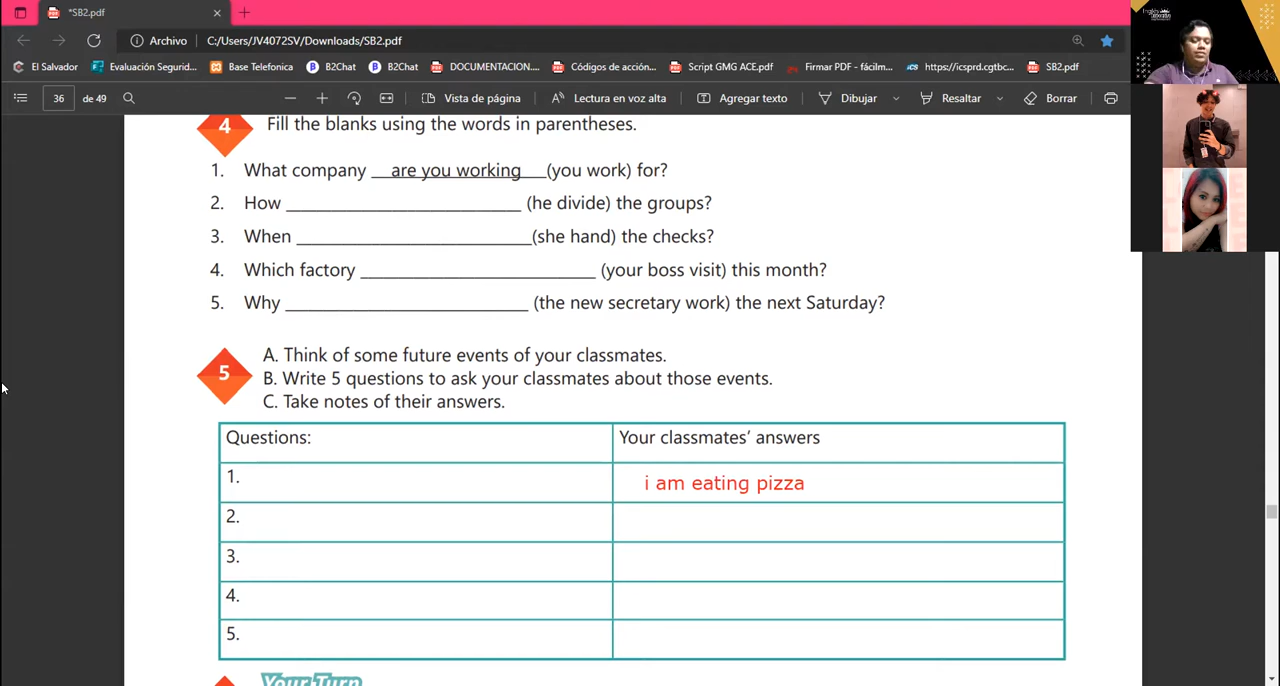 *SB2.pdf
Archivo C:/Users/JV4072SV/Downloads/SB2.pdf
El Salvador Evaluación Segurid... Base Telefonica B2Chat B2Chat DOCUMENTACION.... Códigos de acción... Script GMG ACE.pdf Firmar PDF - fácilm... https://icsprd.cgtbc... SB2.pdf
36 de 49 Vista de página Lectura en voz alta Agregar texto Dibujar Resaltar Borrar
4 Fill the blanks using the words in parentheses.
1. What company __are you working___(you work) for?
2. How __________________________ (he divide) the groups?
3. When __________________________(she hand) the checks?
4. Which factory __________________________ (your boss visit) this month?
5. Why ___________________________ (the new secretary work) the next Saturday?
5
A. Think of some future events of your classmates.
B. Write 5 questions to ask your classmates about those events.
C. Take notes of their answers.
Questions: Your classmates' answers
1. i am eating pizza
2.
3.
4.
5.
Your Turn